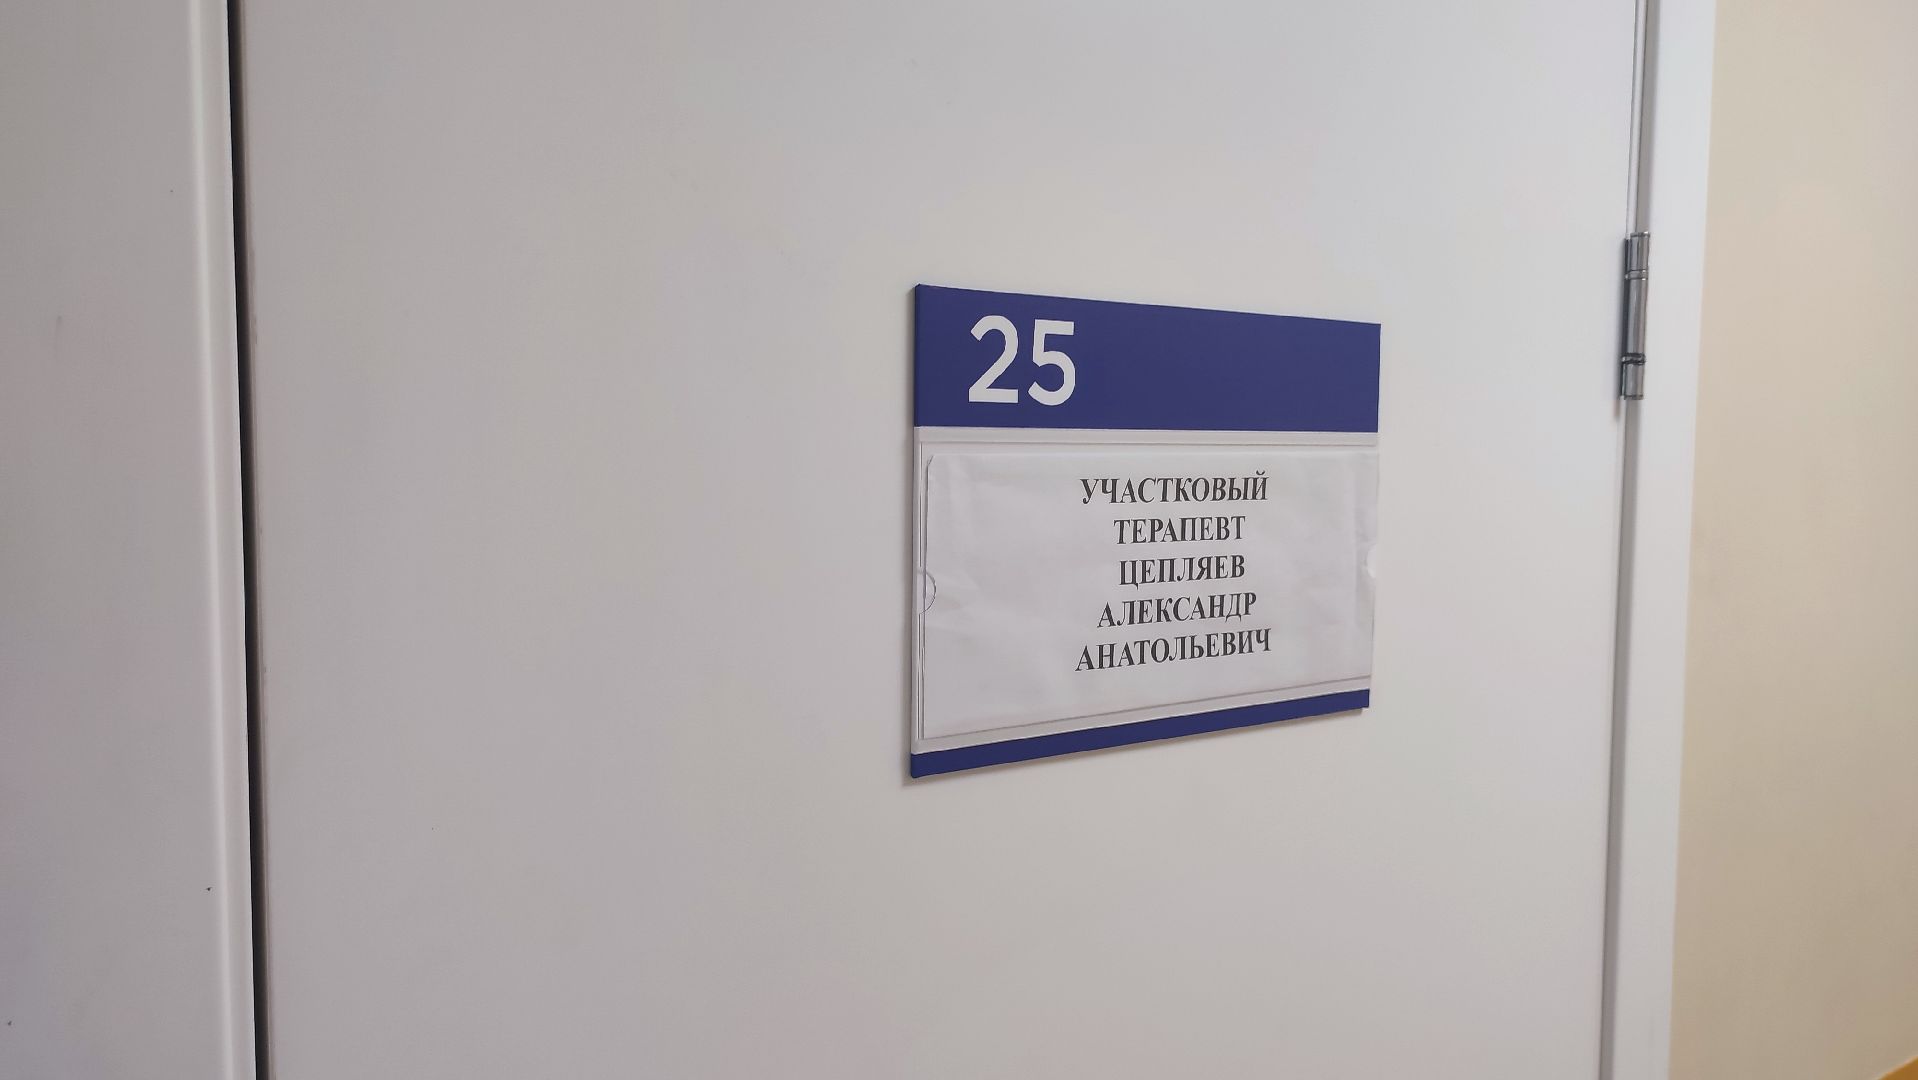 25
УЧАСТКОВЫЙ
ТЕРАПЕВТ
ЦЕПЛЯЕВ
АЛЕКСАНДР
АНАТОЛЬЕВИЧ